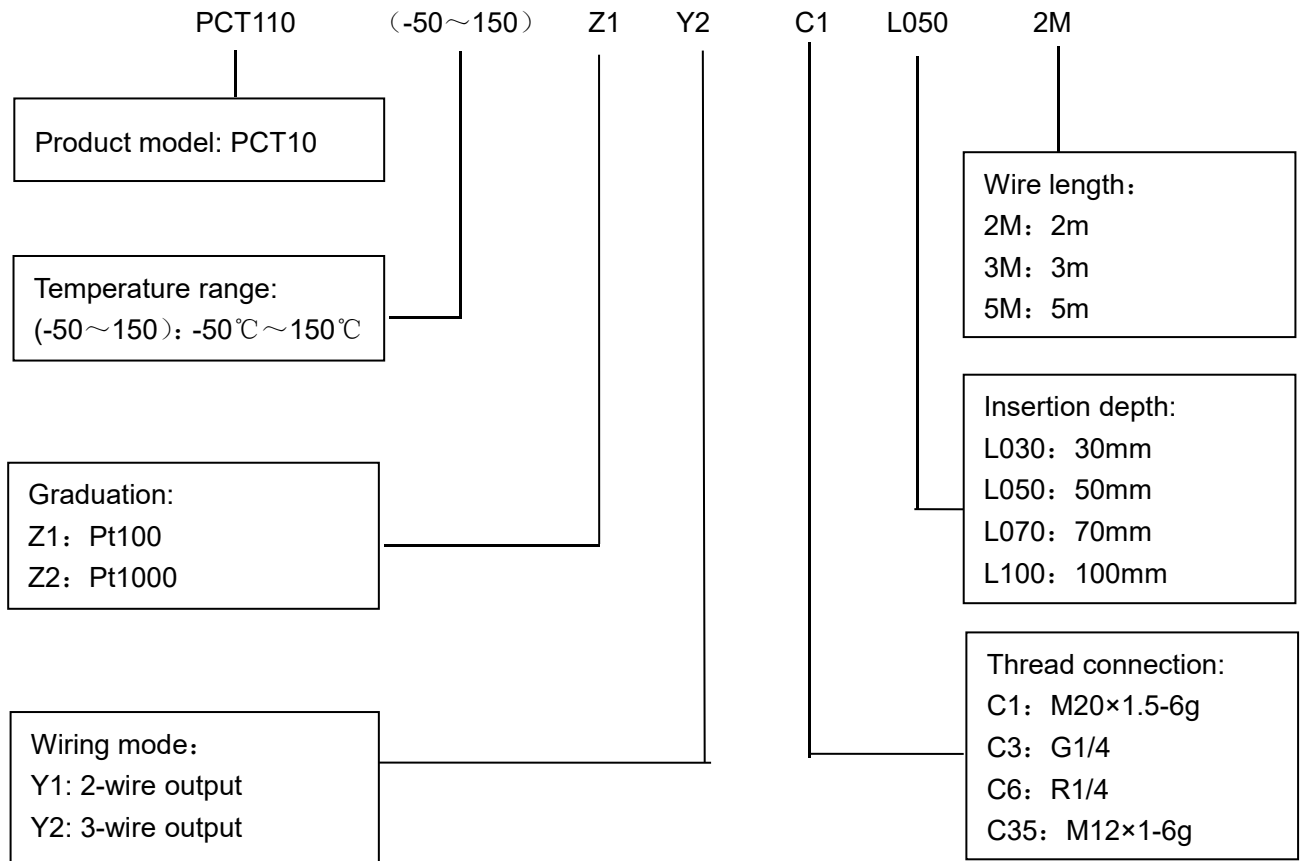 PCT110 （-50～150） Z1 Y2 C1 L050 2M
Product model: PCT10
Temperature range:
(-50～150）: -50℃～150℃
Graduation:
Z1：Pt100
Z2：Pt1000
Wiring mode：
Y1: 2-wire output
Y2: 3-wire output
Wire length：
2M：2m
3M：3m
5M：5m
Insertion depth:
L030：30mm
L050：50mm
L070：70mm
L100：100mm
Thread connection:
C1：M20×1.5-6g
C3：G1/4
C6：R1/4
C35：M12×1-6g